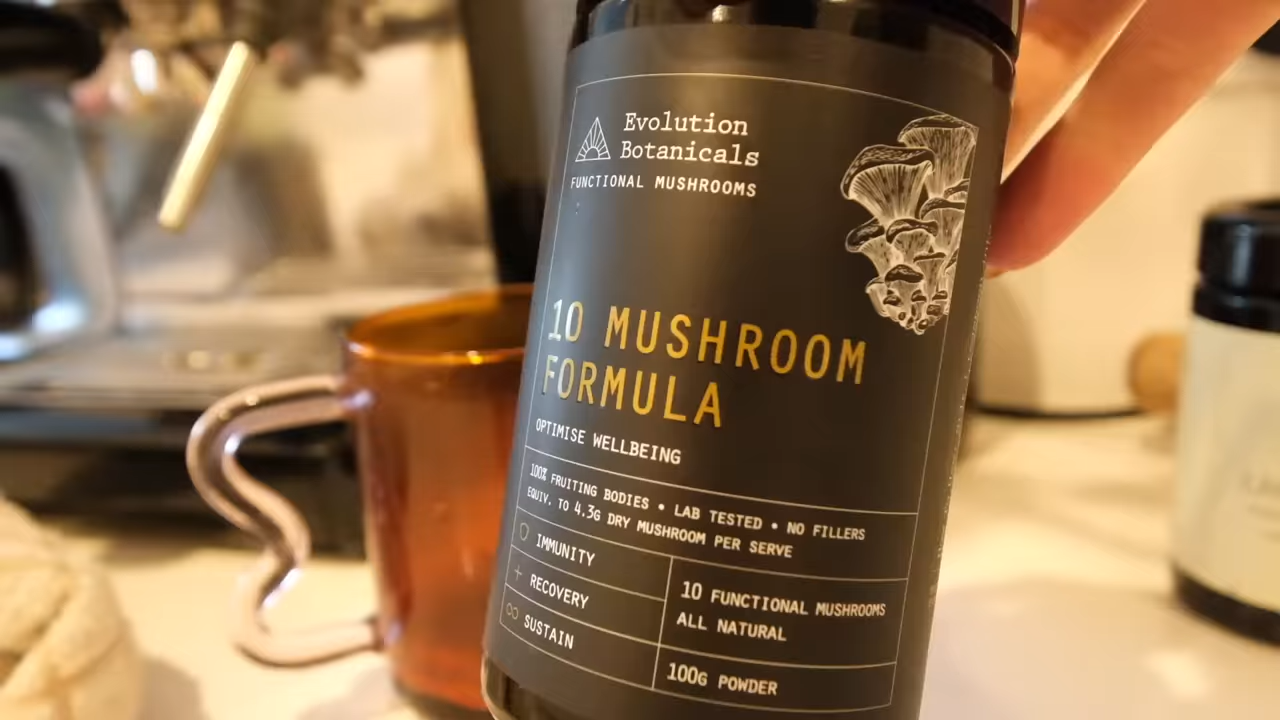 Evolution
Botanicals
FUNCTIONAL MUSHROOMS
10 MUSHROOM
FORMULA
OPTIMISE WELLBEING
100% FRUITING BODIES • LAB TESTED • NO FILLERS
EQUIV. TO 4.3G DRY MUSHROOM PER SERVE
IMMUNITY
RECOVERY
SUSTAIN
10 FUNCTIONAL MUSHROOMS
ALL NATURAL
100G POWDER